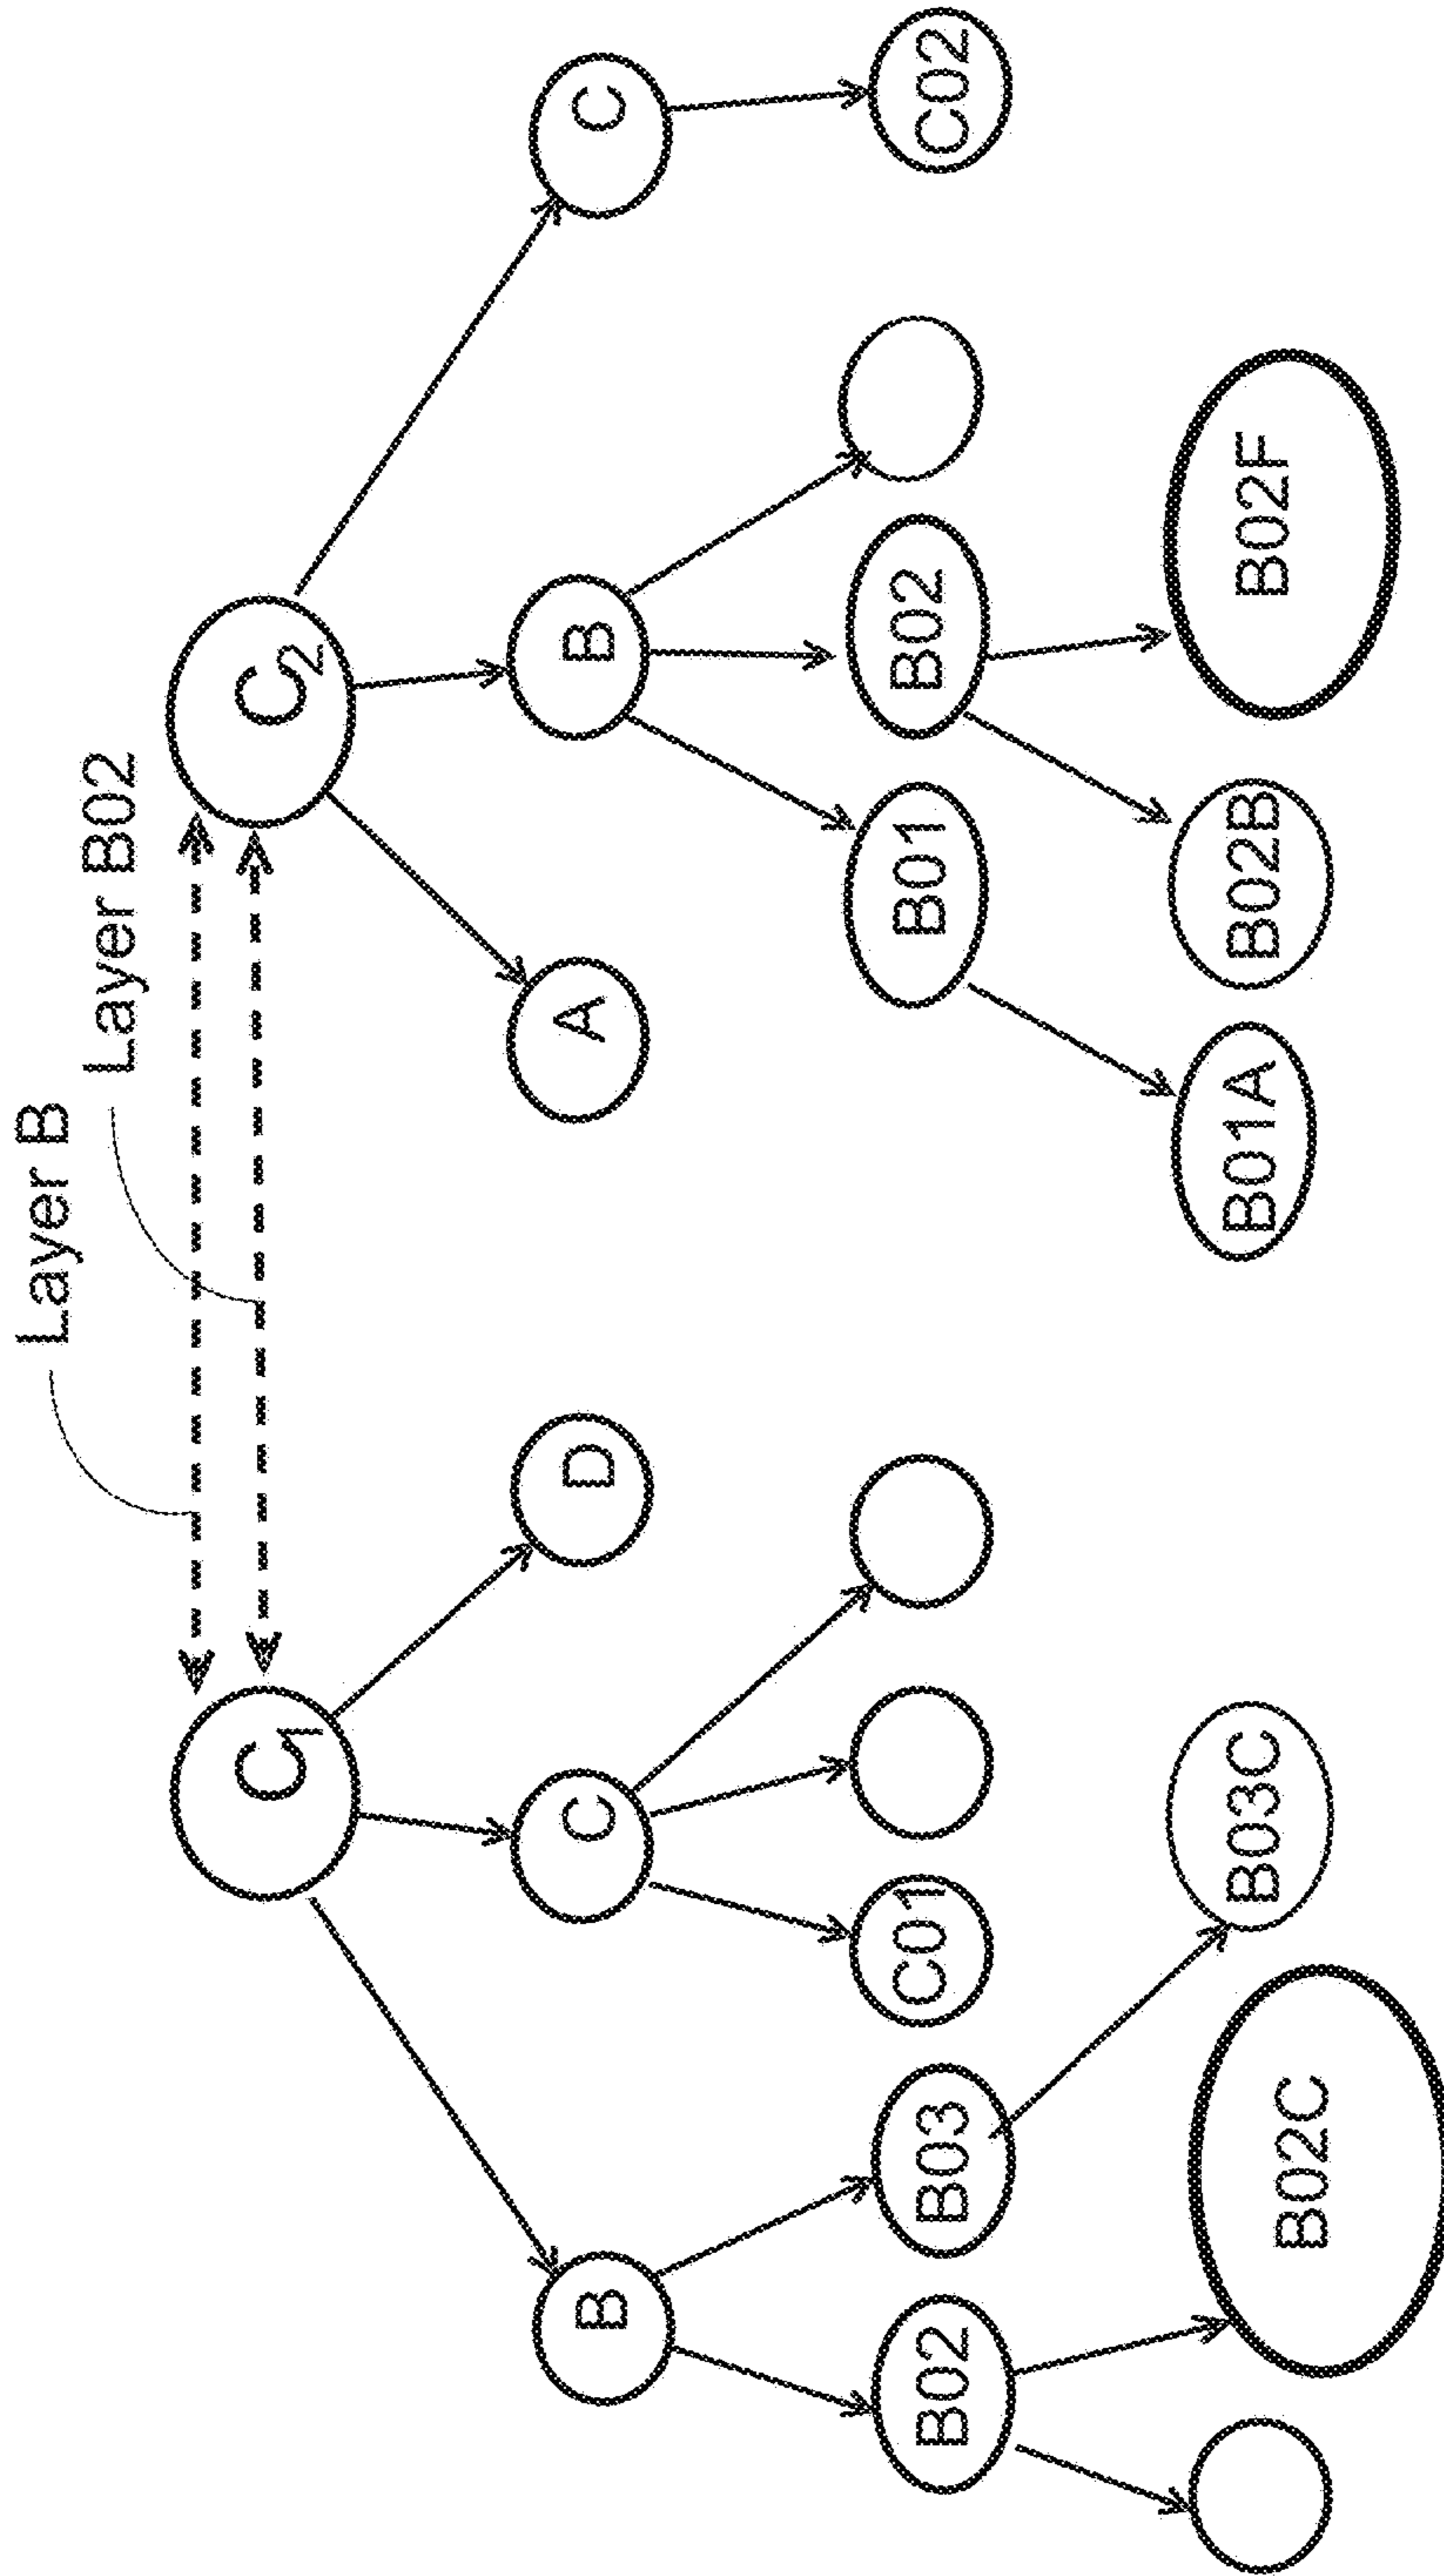 Layer B
Layer B02
C1
C2
B
C
D
A
B
C
B02
B03
C01
B01
B02
C02
B02C
B03C
B01A
B02B
B02F